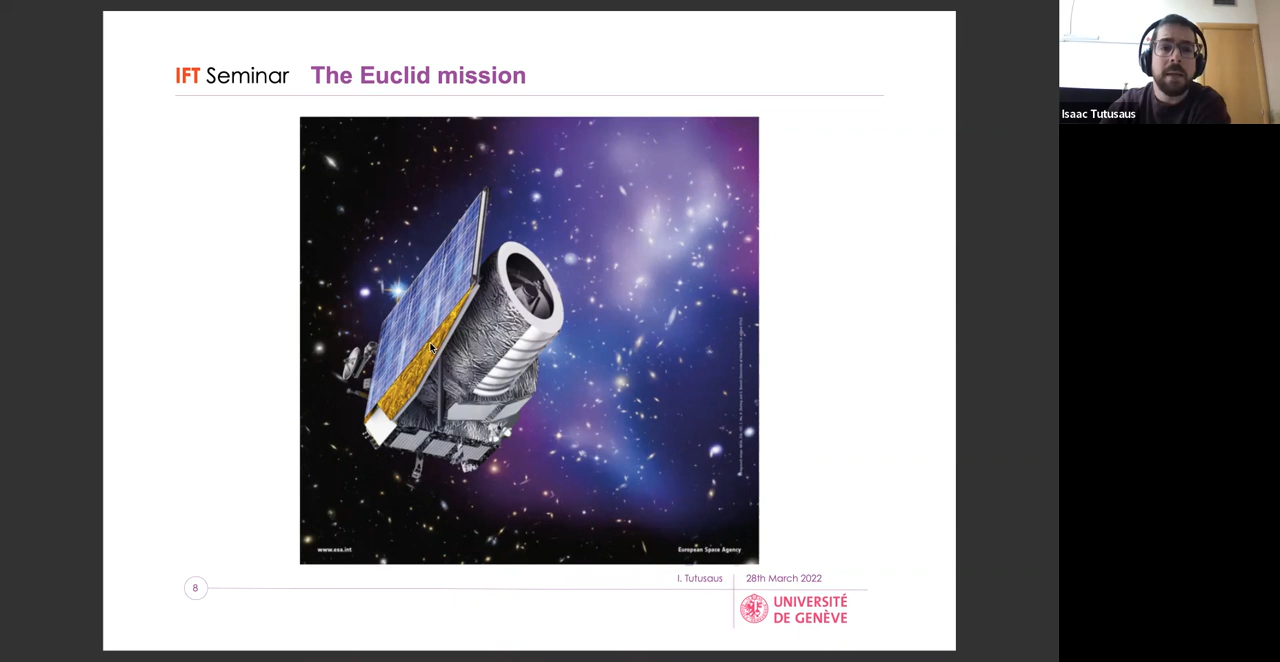 IFT Seminar The Euclid mission
Isaac Tutusaus
www.esa.int
European Space Agency
I. Tutusaus
28th March 2022
8
UNIVERSITÉ
DE GENÈVE